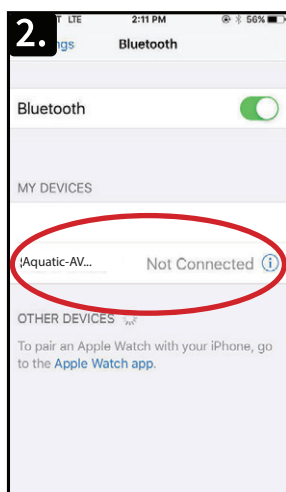 2.
T LTE 2:11 PM 56%
ngs Bluetooth
Bluetooth
MY DEVICES
Aquatic-AV... Not Connected
OTHER DEVICES
To pair an Apple Watch with your iPhone, go
to the Apple Watch app.